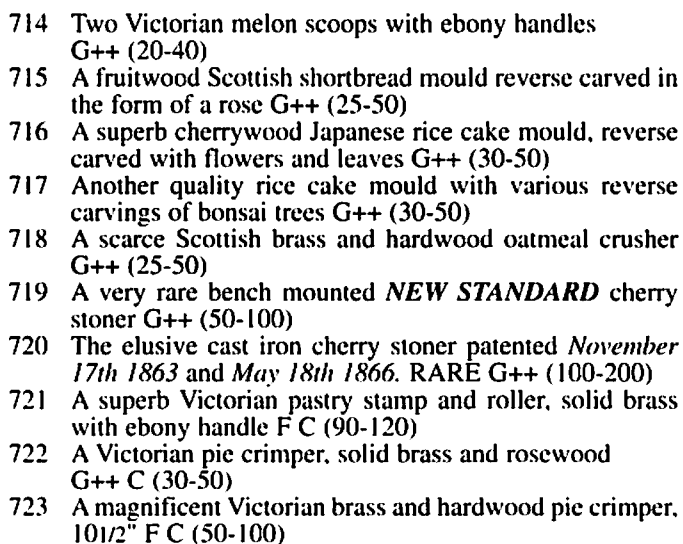 714 Two Victorian melon scoops with ebony handles
G++ (20-40)
715 A fruitwood Scottish shortbread mould reverse carved in
the form of a rose G++ (25-50)
716 A superb cherrywood Japanese rice cake mould, reverse
carved with flowers and leaves G++ (30-50)
717 Another quality rice cake mould with various reverse
carvings of bonsai trees G++ (30-50)
718 A scarce Scottish brass and hardwood oatmeal crusher
G++ (25-50)
719 A very rare bench mounted NEW STANDARD cherry
stoner G++ (50-100)
720 The elusive cast iron cherry stoner patented November
17th 1863 and May 18th 1866. RARE G++ (100-200)
721 A superb Victorian pastry stamp and roller, solid brass
with ebony handle F C (90-120)
722 A Victorian pie crimper, solid brass and rosewood
G++ C (30-50)
723 A magnificent Victorian brass and hardwood pie crimper,
101/2" F C (50-100)